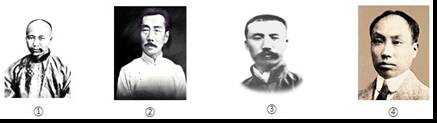 ① ② ③ ④